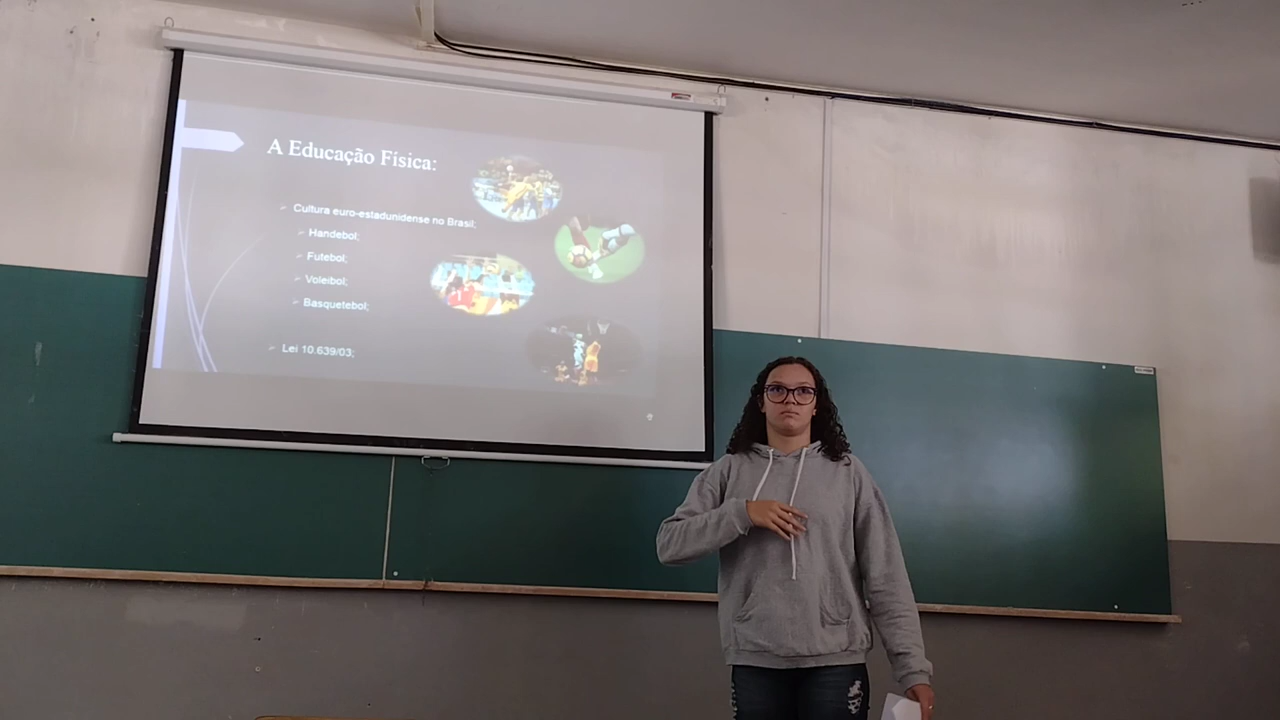 A Educação Física:
Cultura euro-estadunidense no Brasil;
Handebol;
Futebol;
Voleibol;
Basquetebol;
Lei 10.639/03;